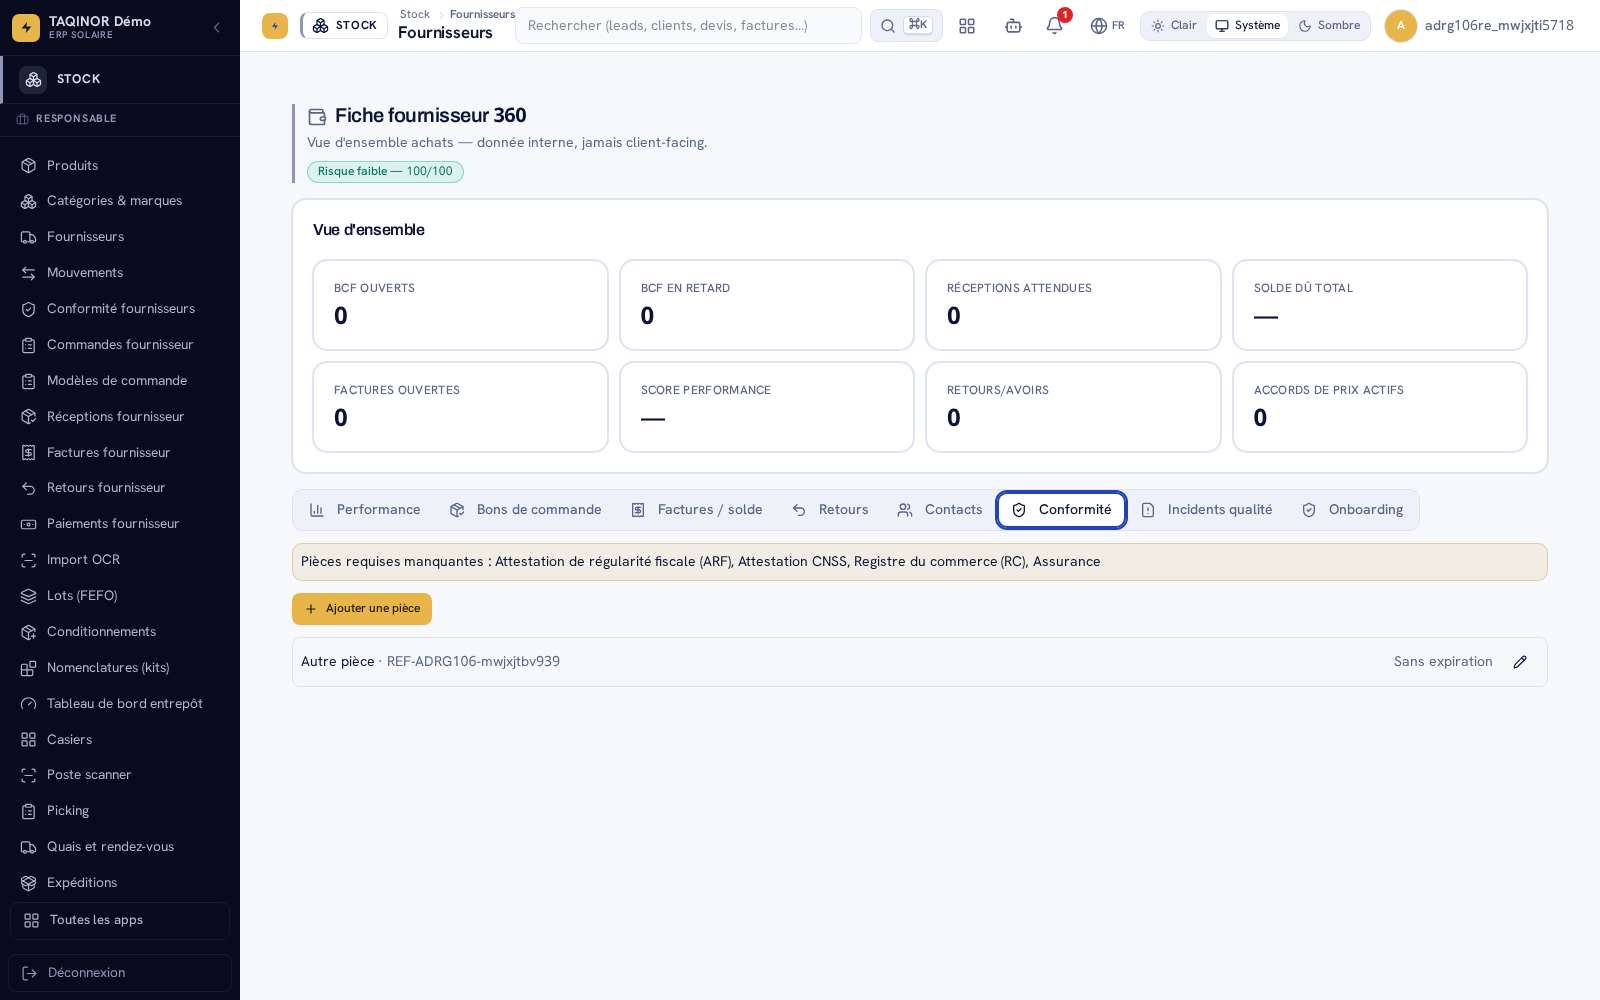 TAQINOR Démo
ERP SOLAIRE
STOCK
RESPONSABLE
Produits
Catégories & marques
Fournisseurs
Mouvements
Conformité fournisseurs
Commandes fournisseur
Modèles de commande
Réceptions fournisseur
Factures fournisseur
Retours fournisseur
Paiements fournisseur
Import OCR
Lots (FEFO)
Conditionnements
Nomenclatures (kits)
Tableau de bord entrepôt
Casiers
Poste scanner
Picking
Quais et rendez-vous
Expéditions
Toutes les apps
Déconnexion
STOCK
Stock › Fournisseurs
Fournisseurs
Rechercher (leads, clients, devis, factures...)
⌘K
1
FR
Clair
Système
Sombre
A
adrg106re_mwjxjti5718
Fiche fournisseur 360
Vue d'ensemble achats — donnée interne, jamais client-facing.
Risque faible — 100/100
Vue d'ensemble
BCF OUVERTS
0
BCF EN RETARD
0
RÉCEPTIONS ATTENDUES
0
SOLDE DÛ TOTAL
—
FACTURES OUVERTES
0
SCORE PERFORMANCE
—
RETOURS/AVOIRS
0
ACCORDS DE PRIX ACTIFS
0
Performance
Bons de commande
Factures / solde
Retours
Contacts
Conformité
Incidents qualité
Onboarding
Pièces requises manquantes : Attestation de régularité fiscale (ARF), Attestation CNSS, Registre du commerce (RC), Assurance
Ajouter une pièce
Autre pièce · REF-ADRG106-mwjxjtbv939
Sans expiration